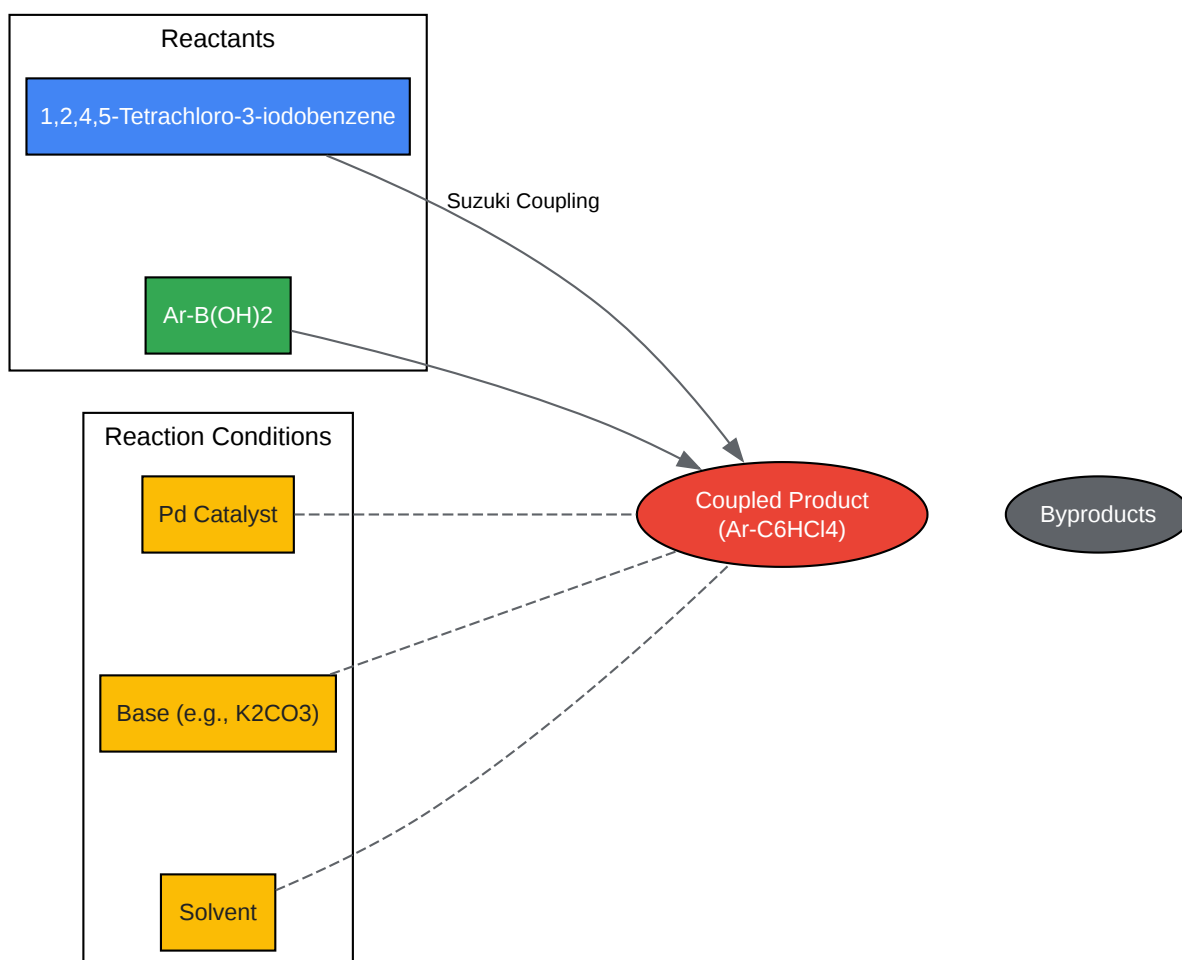 Reactants
1,2,4,5-Tetrachloro-3-iodobenzene
Suzuki Coupling
Ar-B(OH)2
Reaction Conditions
Pd Catalyst
Coupled Product
(Ar-C6HCl4)
Byproducts
Base (e.g., K2CO3)
Solvent